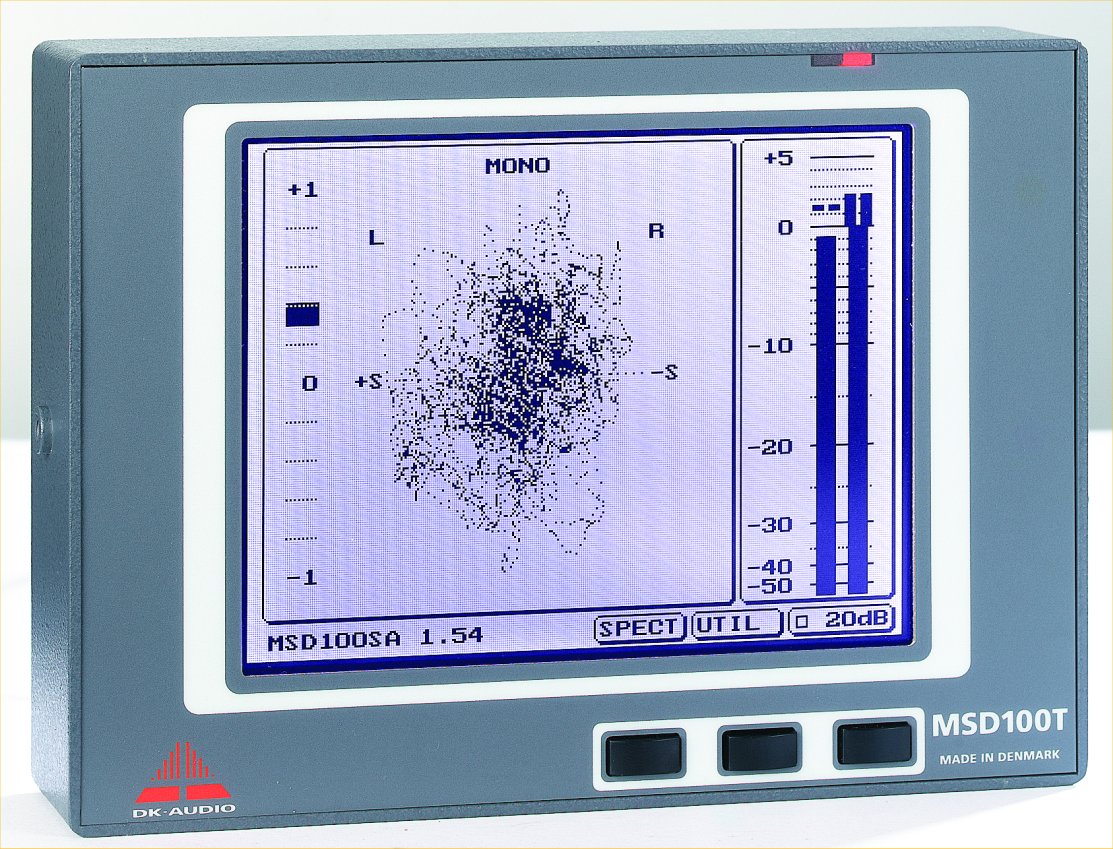 MONO
+1
L
R
0
+S
-S
-1
+5
0
-10
-20
-30
-40
-50
MSD100SA 1.54
SPECT
UTIL
20dB
MSD100T
MADE IN DENMARK
DK-AUDIO